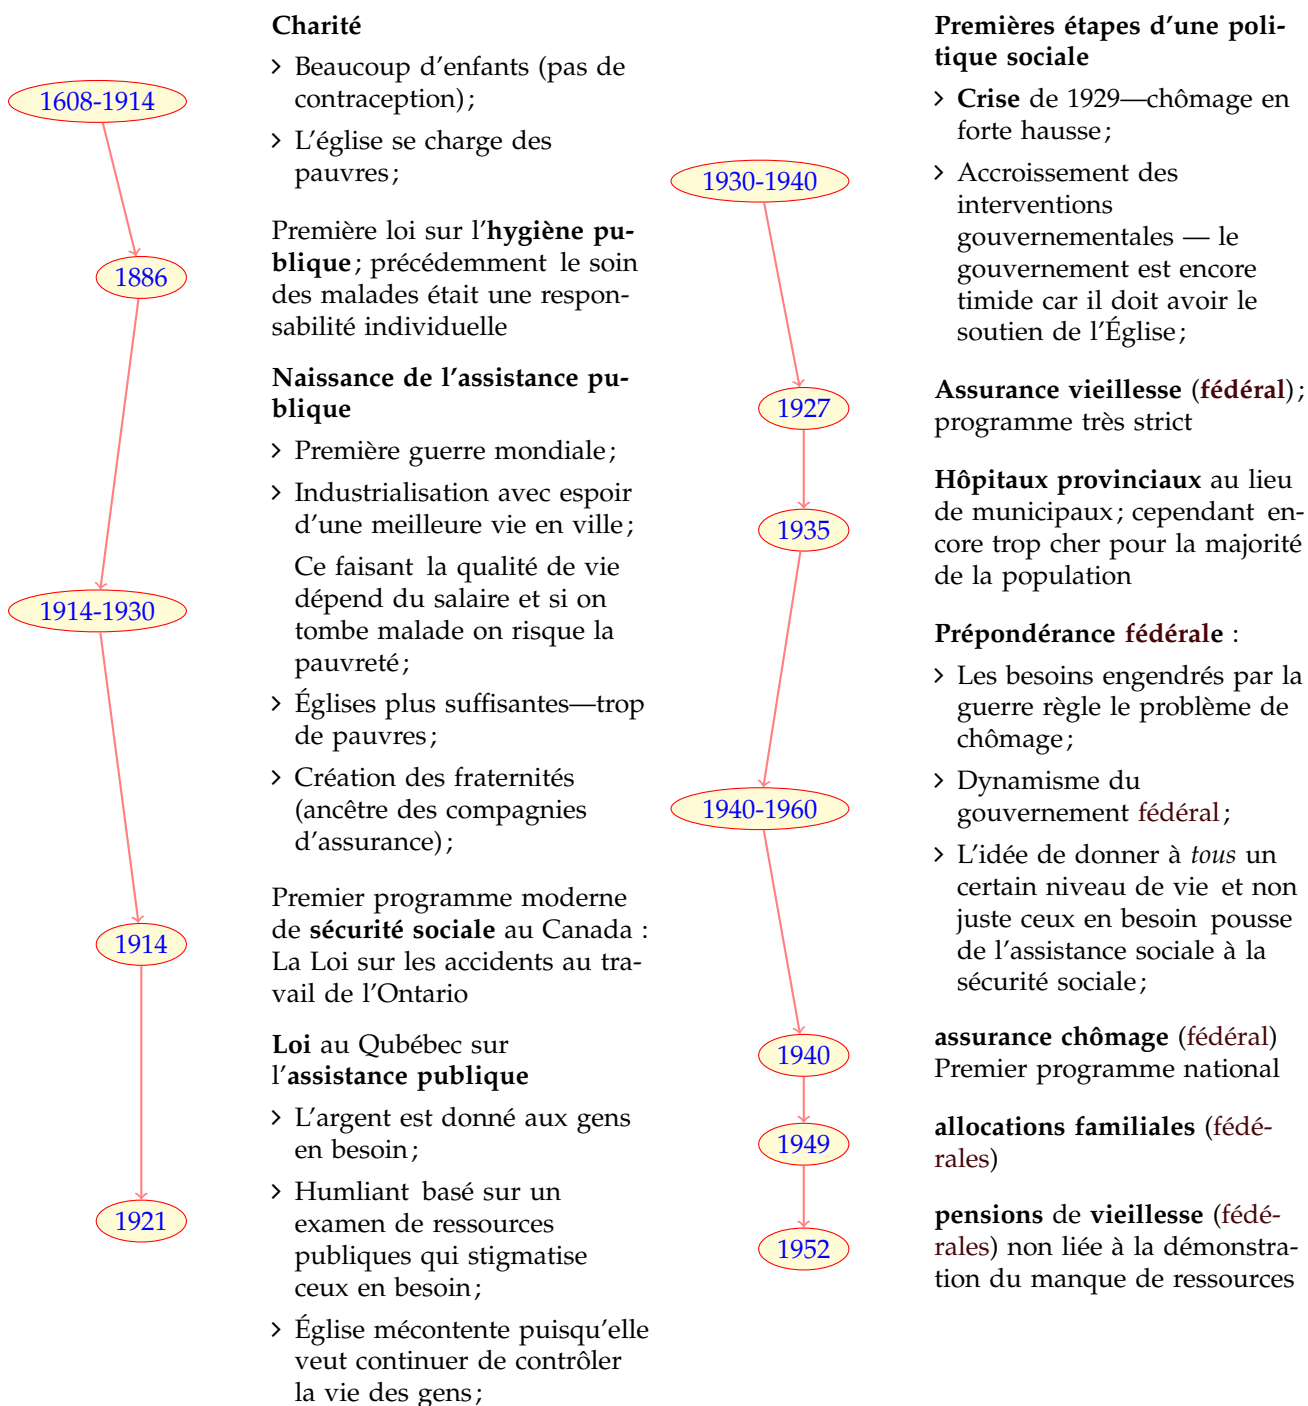 1608-1914
Charité
> Beaucoup d'enfants (pas de
contraception);
> L'église se charge des
pauvres;
1886
Première loi sur l'hygiène pu-
blique; précédemment le soin
des malades était une respon-
sabilité individuelle
1914-1930
Naissance de l'assistance pu-
blique
> Première guerre mondiale;
> Industrialisation avec espoir
d'une meilleure vie en ville;
Ce faisant la qualité de vie
dépend du salaire et si on
tombe malade on risque la
pauvreté;
> Églises plus suffisantes—trop
de pauvres;
> Création des fraternités
(ancêtre des compagnies
d'assurance);
1914
Premier programme moderne
de sécurité sociale au Canada :
La Loi sur les accidents au tra-
vail de l'Ontario
1921
Loi au Qubébec sur
l'assistance publique
> L'argent est donné aux gens
en besoin;
> Humliant basé sur un
examen de ressources
publiques qui stigmatise
ceux en besoin;
> Église mécontente puisqu'elle
veut continuer de contrôler
la vie des gens;
1930-1940
Premières étapes d'une poli-
tique sociale
> Crise de 1929—chômage en
forte hausse;
> Accroissement des
interventions
gouvernementales — le
gouvernement est encore
timide car il doit avoir le
soutien de l'Église;
1927
Assurance vieillesse (fédéral);
programme très strict
1935
Hôpitaux provinciaux au lieu
de municipaux; cependant en-
core trop cher pour la majorité
de la population
1940-1960
Prépondérance fédérale :
> Les besoins engendrés par la
guerre règle le problème de
chômage;
> Dynamisme du
gouvernement fédéral;
> L'idée de donner à tous un
certain niveau de vie et non
juste ceux en besoin pousse
de l'assistance sociale à la
sécurité sociale;
1940
assurance chômage (fédéral)
Premier programme national
1949
allocations familiales (fédé-
rales)
1952
pensions de vieillesse (fédé-
rales) non liée à la démonstra-
tion du manque de ressources